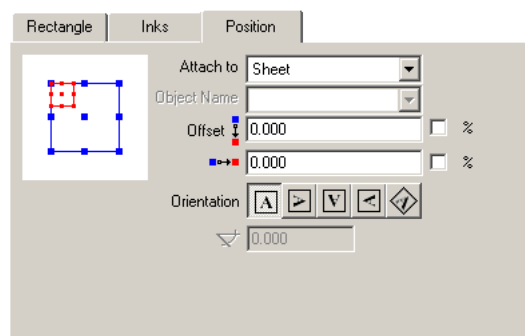 Rectangle Inks Position
Attach to Sheet
Object Name
Offset 0.000 %
0.000 %
Orientation A A A A A
0.000